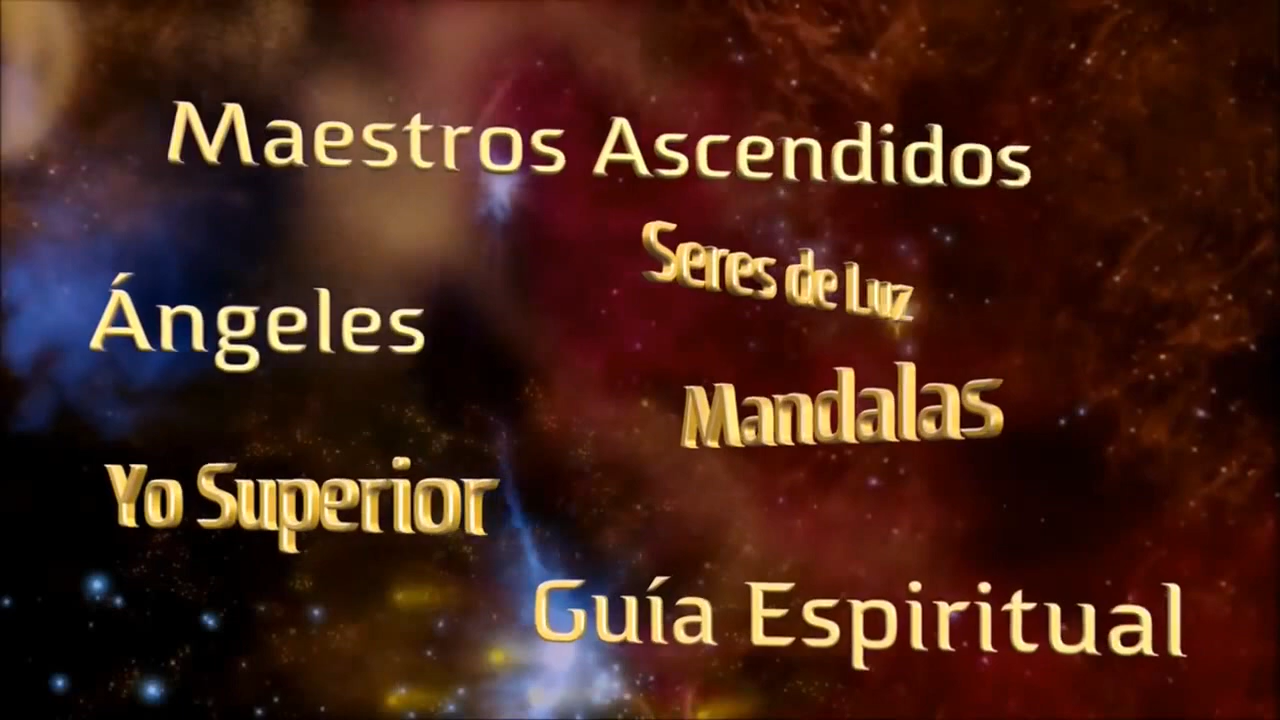 Maestros Ascendidos
Seres de Luz
Ángeles
Mandalas
Yo Superior
Guía Espiritual